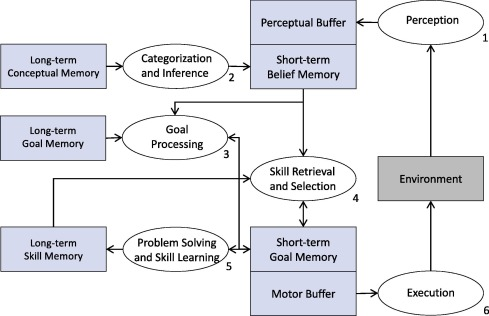 Perceptual Buffer
Perception
1
Long-term
Conceptual Memory
Categorization
and Inference
2
Short-term
Belief Memory
Long-term
Goal Memory
Goal
Processing
3
Skill Retrieval
and Selection
4
Environment
Long-term
Skill Memory
Problem Solving
and Skill Learning
5
Short-term
Goal Memory
Motor Buffer
Execution
6